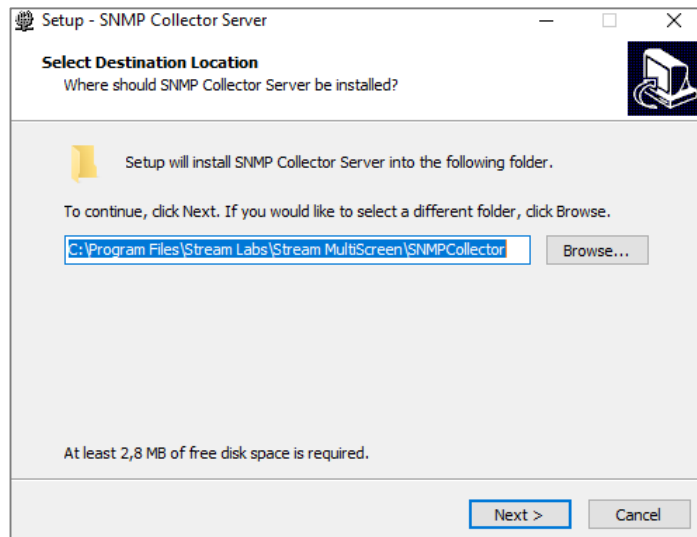 Setup - SNMP Collector Server
Select Destination Location
Where should SNMP Collector Server be installed?
Setup will install SNMP Collector Server into the following folder.
To continue, click Next. If you would like to select a different folder, click Browse.
C:\Program Files\Stream Labs\Stream MultiScreen\SNMPCollector
Browse...
At least 2,8 MB of free disk space is required.
Next >
Cancel